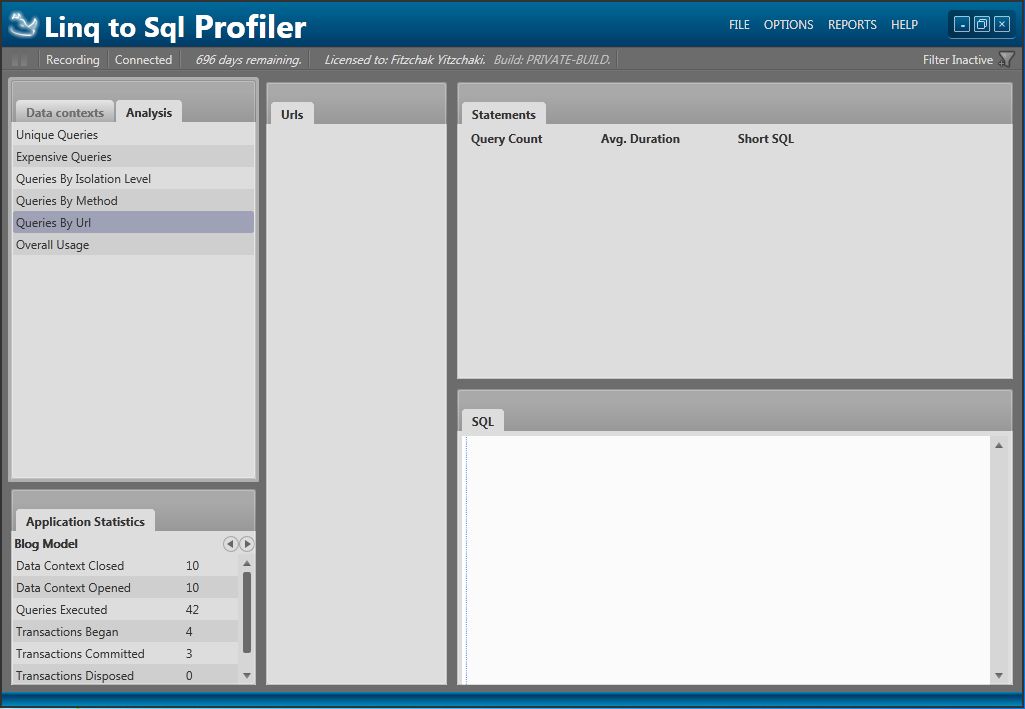 Linq to Sql Profiler
FILE OPTIONS REPORTS HELP
Recording Connected 696 days remaining. Licensed to: Fitzchak Yitzchaki. Build: PRIVATE-BUILD. Filter Inactive
Data contexts Analysis
Unique Queries
Expensive Queries
Queries By Isolation Level
Queries By Method
Queries By Url
Overall Usage
Urls
Statements
Query Count Avg. Duration Short SQL
SQL
Application Statistics
Blog Model
Data Context Closed 10
Data Context Opened 10
Queries Executed 42
Transactions Began 4
Transactions Committed 3
Transactions Disposed 0